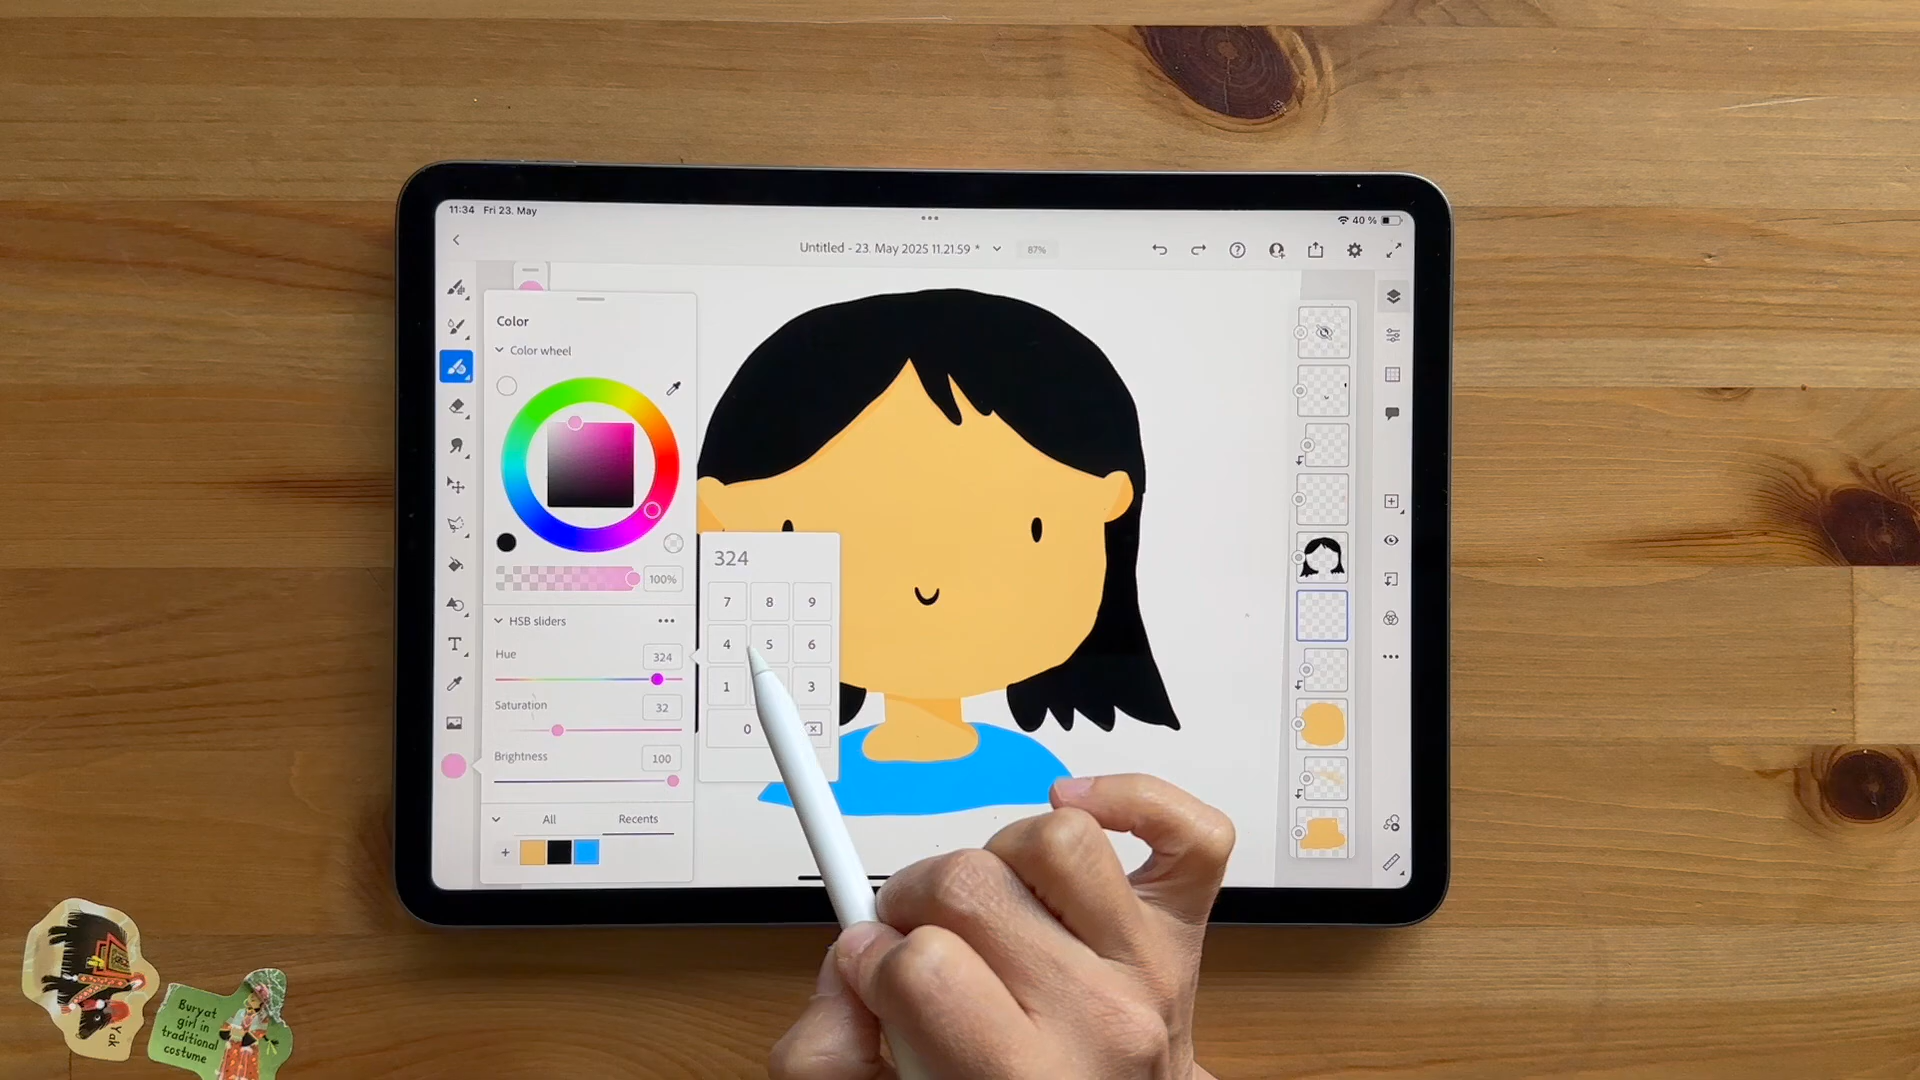 11:34 Fri 23. May
40 %
Untitled - 23. May 2025 11.21.59 *
87%
Color
Color wheel
100%
HSB sliders
Hue
324
Saturation
32
Brightness
100
All
Recents
324
7 8 9
4 5 6
1 3
0
T
Yak
Buryat
girl in
traditional
costume